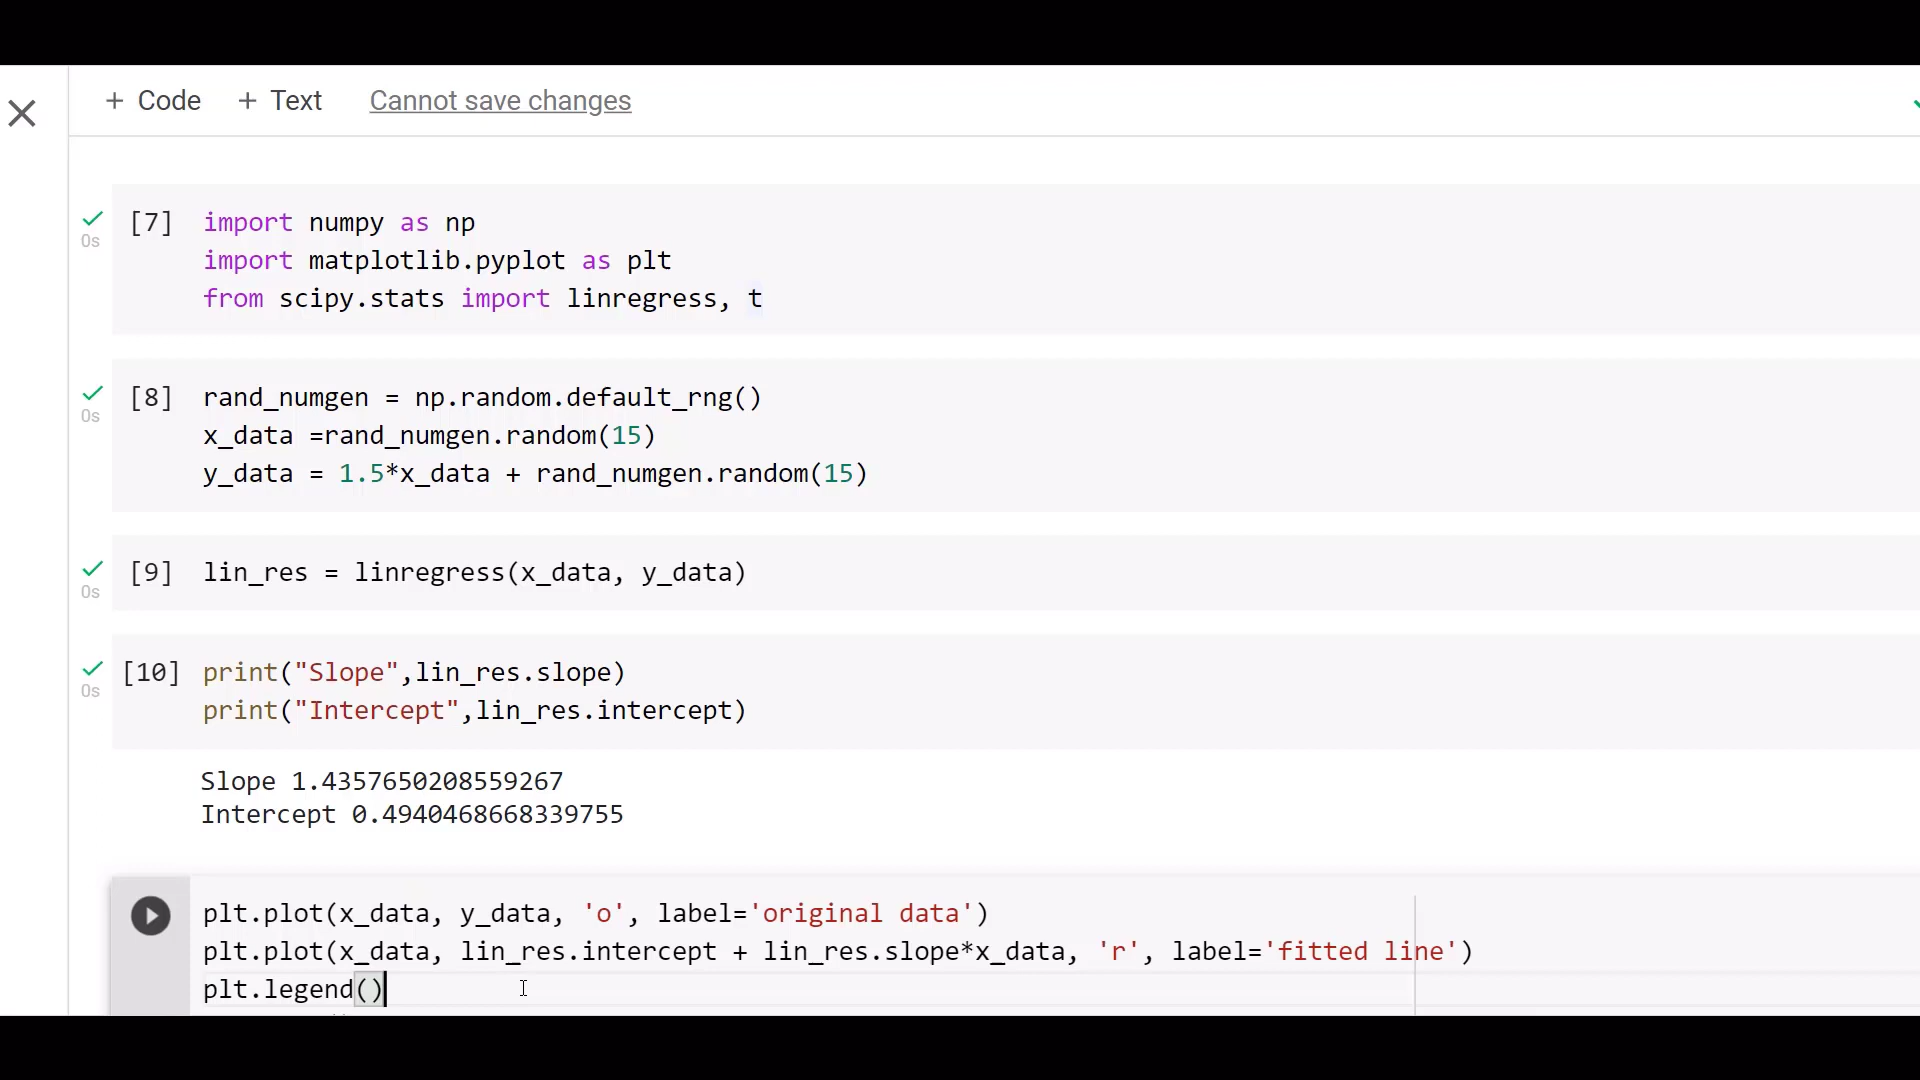 + Code + Text Cannot save changes
[7] import numpy as np
import matplotlib.pyplot as plt
from scipy.stats import linregress, t
0s
[8] rand_numgen = np.random.default_rng()
x_data =rand_numgen.random(15)
y_data = 1.5*x_data + rand_numgen.random(15)
0s
[9] lin_res = linregress(x_data, y_data)
0s
[10] print("Slope",lin_res.slope)
print("Intercept",lin_res.intercept)
0s
Slope 1.4357650208559267
Intercept 0.4940468668339755
plt.plot(x_data, y_data, 'o', label='original data')
plt.plot(x_data, lin_res.intercept + lin_res.slope*x_data, 'r', label='fitted line')
plt.legend()